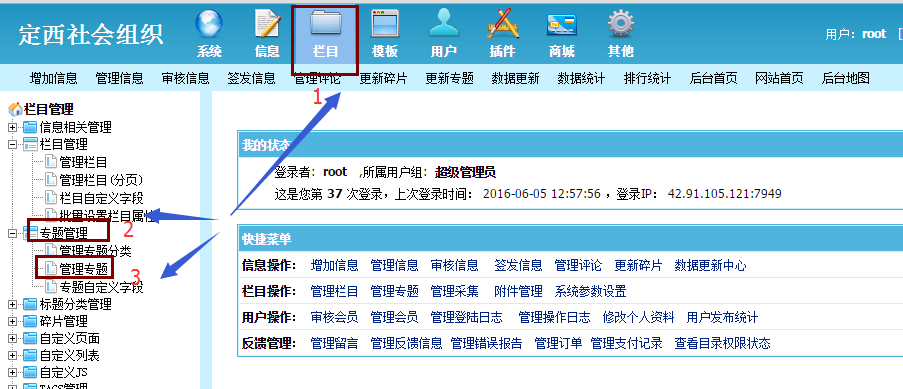 定西社会组织
系统 信息 栏目 模板 用户 插件 商城 其他
用户：root
增加信息 管理信息 审核信息 签发信息 管理评论 更新碎片 更新专题 数据更新 数据统计 排行统计 后台首页 网站首页 后台地图
1
栏目管理
信息相关管理
栏目管理
管理栏目
管理栏目(分页)
栏目自定义字段
批量设置栏目属性
2
专题管理
管理专题分类
管理专题
3
专题自定义字段
标题分类管理
碎片管理
自定义页面
自定义列表
自定义JS
TAGS管理
我的状态
登录者：root ,所属用户组：超级管理员
这是您第 37 次登录，上次登录时间： 2016-06-05 12:57:56 ，登录IP： 42.91.105.121:7949
快捷菜单
信息操作： 增加信息 管理信息 审核信息 签发信息 管理评论 更新碎片 数据更新中心
栏目操作： 管理栏目 管理专题 管理采集 附件管理 系统参数设置
用户操作： 审核会员 管理会员 管理登陆日志 管理操作日志 修改个人资料 用户发布统计
反馈管理： 管理留言 管理反馈信息 管理错误报告 管理订单 管理支付记录 查看目录权限状态